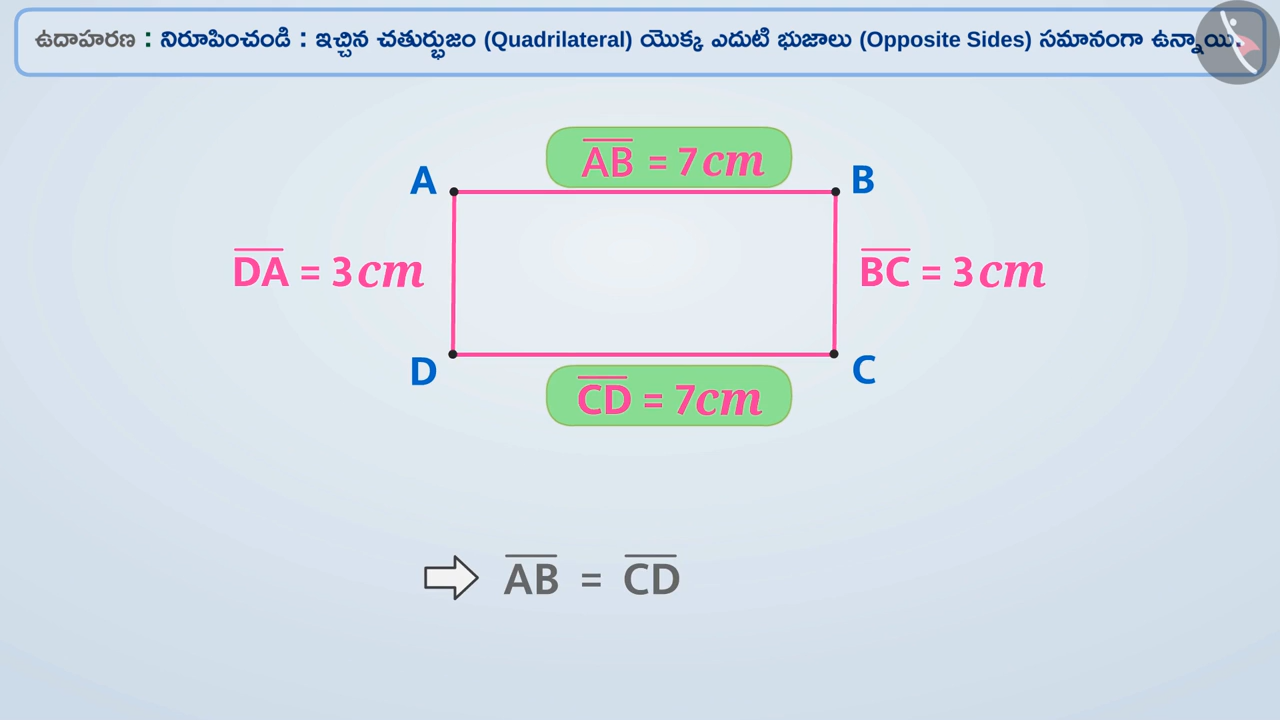 ఉదాహరణ : నిరూపించండి : ఇచ్చిన చతుర్భుజం (Quadrilateral) యొక్క ఎదుటి భుజాలు (Opposite Sides) సమానంగా ఉన్నాయి.
AB = 7cm
A B
DA = 3cm BC = 3cm
D C
CD = 7cm
AB = CD